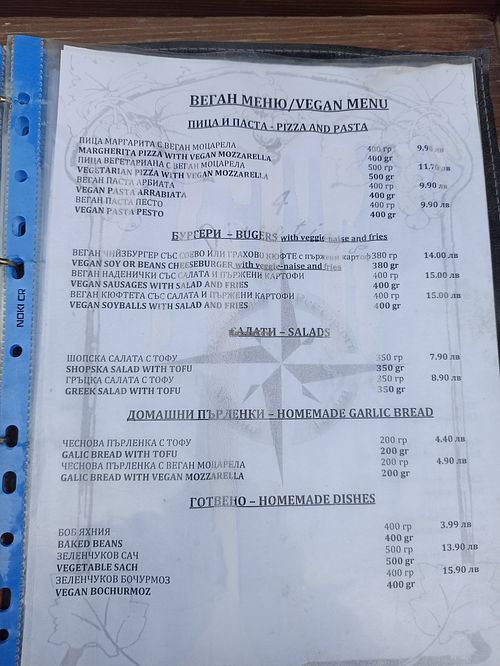 ВЕГАН МЕНЮ/VEGAN MENU
ПИЦА И ПАСТА - PIZZA AND PASTA
ПИЦА МАРГАРИТА С ВЕГАН МОЦАРЕЛА 400 гр 9.90 лв
MARGHERITA PIZZA WITH VEGAN MOZZARELLA 400 gr
ПИЦА ВЕГЕТАРИАНА С ВЕГАН МОЦАРЕЛА 500 гр 11.70 лв
VEGETARIAN PIZZA WITH VEGAN MOZZARELLA 500 gr
ВЕГАН ПАСТА АРБИАТА 400 гр 9.90 лв
VEGAN PASTA ARRABIATA 400 gr
ВЕГАН ПАСТА ПЕСТО 400 гр 9.90 лв
VEGAN PASTA PESTO 400 gr
БУРГЕРИ – BUGERS with veggie-naise and fries
ВЕГАН ЧИЙЗБУРГЕР СЪС СОЕВО ИЛИ ГРАХОВО КЮФТЕ с пържени картоф 380 гр 14.00 лв
VEGAN SOY OR BEANS CHEESEBURGER with veggie-naise and fries 380 gr
ВЕГАН НАДЕНИЧКИ СЪС САЛАТА И ПЪРЖЕНИ КАРТОФИ 400 гр 15.00 лв
VEGAN SAUSAGES WITH SALAD AND FRIES 400 gr
ВЕГАН КЮФТЕТА СЪС САЛАТА И ПЪРЖЕНИ КАРТОФИ 400 гр 15.00 лв
VEGAN SOYBALLS WITH SALAD AND FRIES 400 gr
САЛАТИ – SALADS
ШОПСКА САЛАТА С ТОФУ 350 гр 7.90 лв
SHOPSKA SALAD WITH TOFU 350 gr
ГРЪЦКА САЛАТА С ТОФУ 350 гр 8.90 лв
GREEK SALAD WITH TOFU 350 gr
ДОМАШНИ ПЪРЛЕНКИ – HOMEMADE GARLIC BREAD
ЧЕСНОВА ПЪРЛЕНКА С ТОФУ 200 гр 4.40 лв
GALIC BREAD WITH TOFU 200 gr
ЧЕСНОВА ПЪРЛЕНКА С ВЕГАН МОЦАРЕЛА 200 гр 4.90 лв
GALIC BREAD WITH VEGAN MOZZARELLA 200 gr
ГОТВЕНО – HOMEMADE DISHES
БОБ ЯХНИЯ 400 гр 3.99 лв
BAKED BEANS 400 gr
ЗЕЛЕНЧУКОВ САЧ 500 гр 13.90 лв
VEGETABLE SACH 500 gr
ЗЕЛЕНЧУКОВ БОЧУРМОЗ 400 гр 15.90 лв
VEGAN BOCHURMOZ 400 gr
NOKI CR